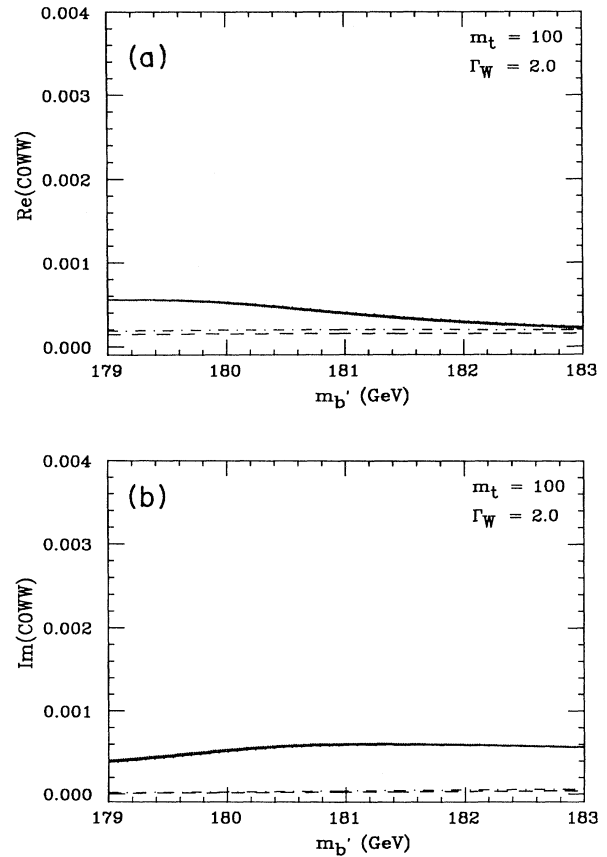 0.004
(a)
m_t = 100
Γ_W = 2.0
0.003
Re(COWW)
0.002
0.001
0.000
179
180
181
182
183
m_b' (GeV)
0.004
(b)
m_t = 100
Γ_W = 2.0
0.003
Im(COWW)
0.002
0.001
0.000
179
180
181
182
183
m_b' (GeV)